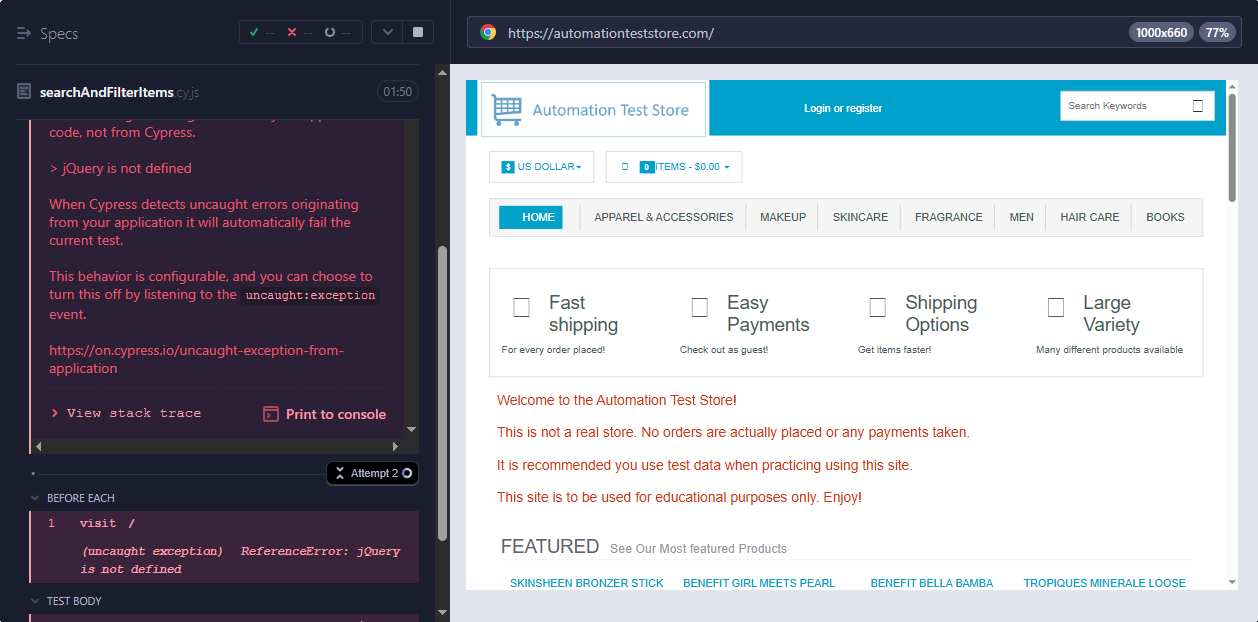 Specs
-- -- --
searchAndFilterItems.cy.js
01:50
code, not from Cypress.
> jQuery is not defined
When Cypress detects uncaught errors originating
from your application it will automatically fail the
current test.
This behavior is configurable, and you can choose to
turn this off by listening to the uncaught:exception
event.
https://on.cypress.io/uncaught-exception-from-
application
View stack trace
Print to console
Attempt 2
BEFORE EACH
1 visit /
(uncaught exception) ReferenceError: jQuery
is not defined
TEST BODY
https://automationteststore.com/
1000x660
77%
Automation Test Store
Login or register
Search Keywords
$ US DOLLAR
0 ITEMS - $0.00
HOME
APPAREL & ACCESSORIES
MAKEUP
SKINCARE
FRAGRANCE
MEN
HAIR CARE
BOOKS
Fast
shipping
For every order placed!
Easy
Payments
Check out as guest!
Shipping
Options
Get items faster!
Large
Variety
Many different products available
Welcome to the Automation Test Store!
This is not a real store. No orders are actually placed or any payments taken.
It is recommended you use test data when practicing using this site.
This site is to be used for educational purposes only. Enjoy!
FEATURED See Our Most featured Products
SKINSHEEN BRONZER STICK
BENEFIT GIRL MEETS PEARL
BENEFIT BELLA BAMBA
TROPIQUES MINERALE LOOSE